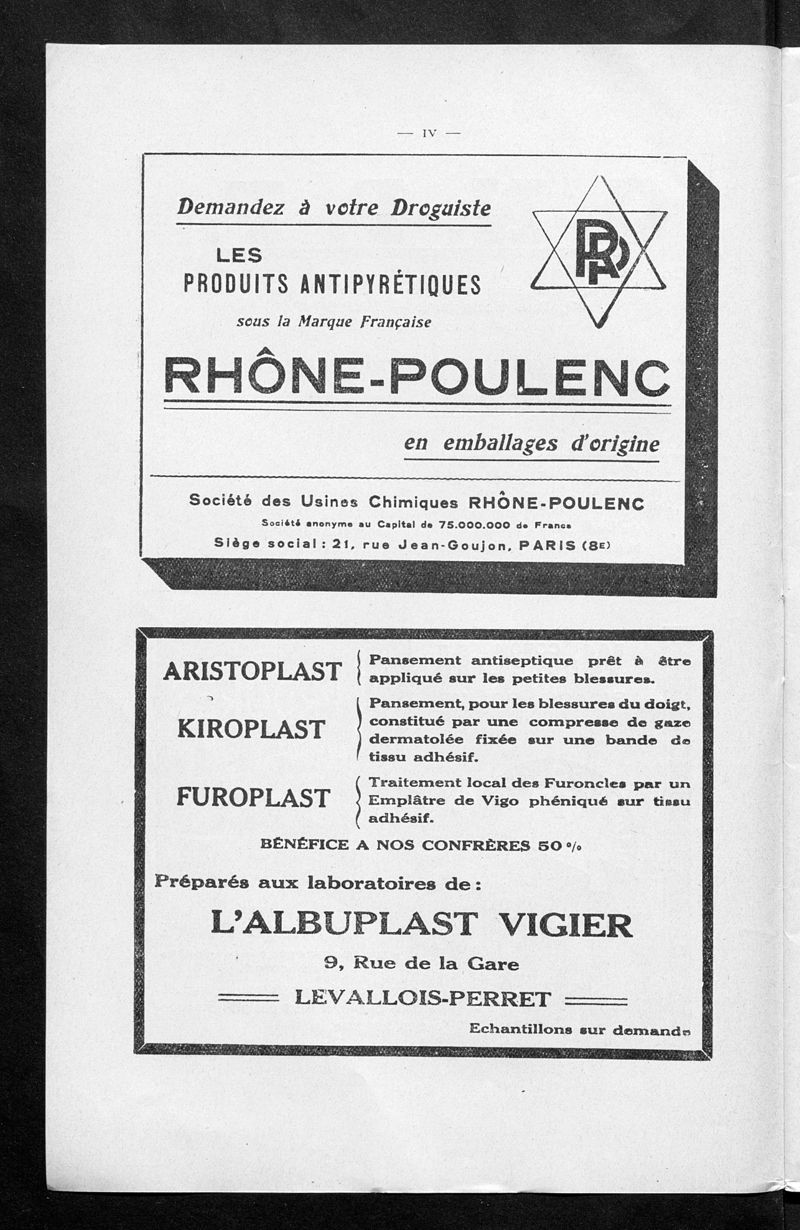 — IV —
Demandez à votre Droguiste
LES
PRODUITS ANTIPYRÉTIQUES
sous la Marque Française
RHÔNE-POULENC
en emballages d'origine
Société des Usines Chimiques RHÔNE-POULENC
Société anonyme au Capital de 75.000.000 de Francs
Siège social : 21, rue Jean-Goujon, PARIS (8E)
ARISTOPLAST
Pansement antiseptique prêt à être
appliqué sur les petites blessures.
KIROPLAST
Pansement, pour les blessures du doigt,
constitué par une compresse de gaze
dermatolée fixée sur une bande de
tissu adhésif.
FUROPLAST
Traitement local des Furoncles par un
Emplâtre de Vigo phéniqué sur tissu
adhésif.
BÉNÉFICE A NOS CONFRÈRES 50 %
Préparés aux laboratoires de :
L'ALBUPLAST VIGIER
9, Rue de la Gare
LEVALLOIS-PERRET
Echantillons sur demande